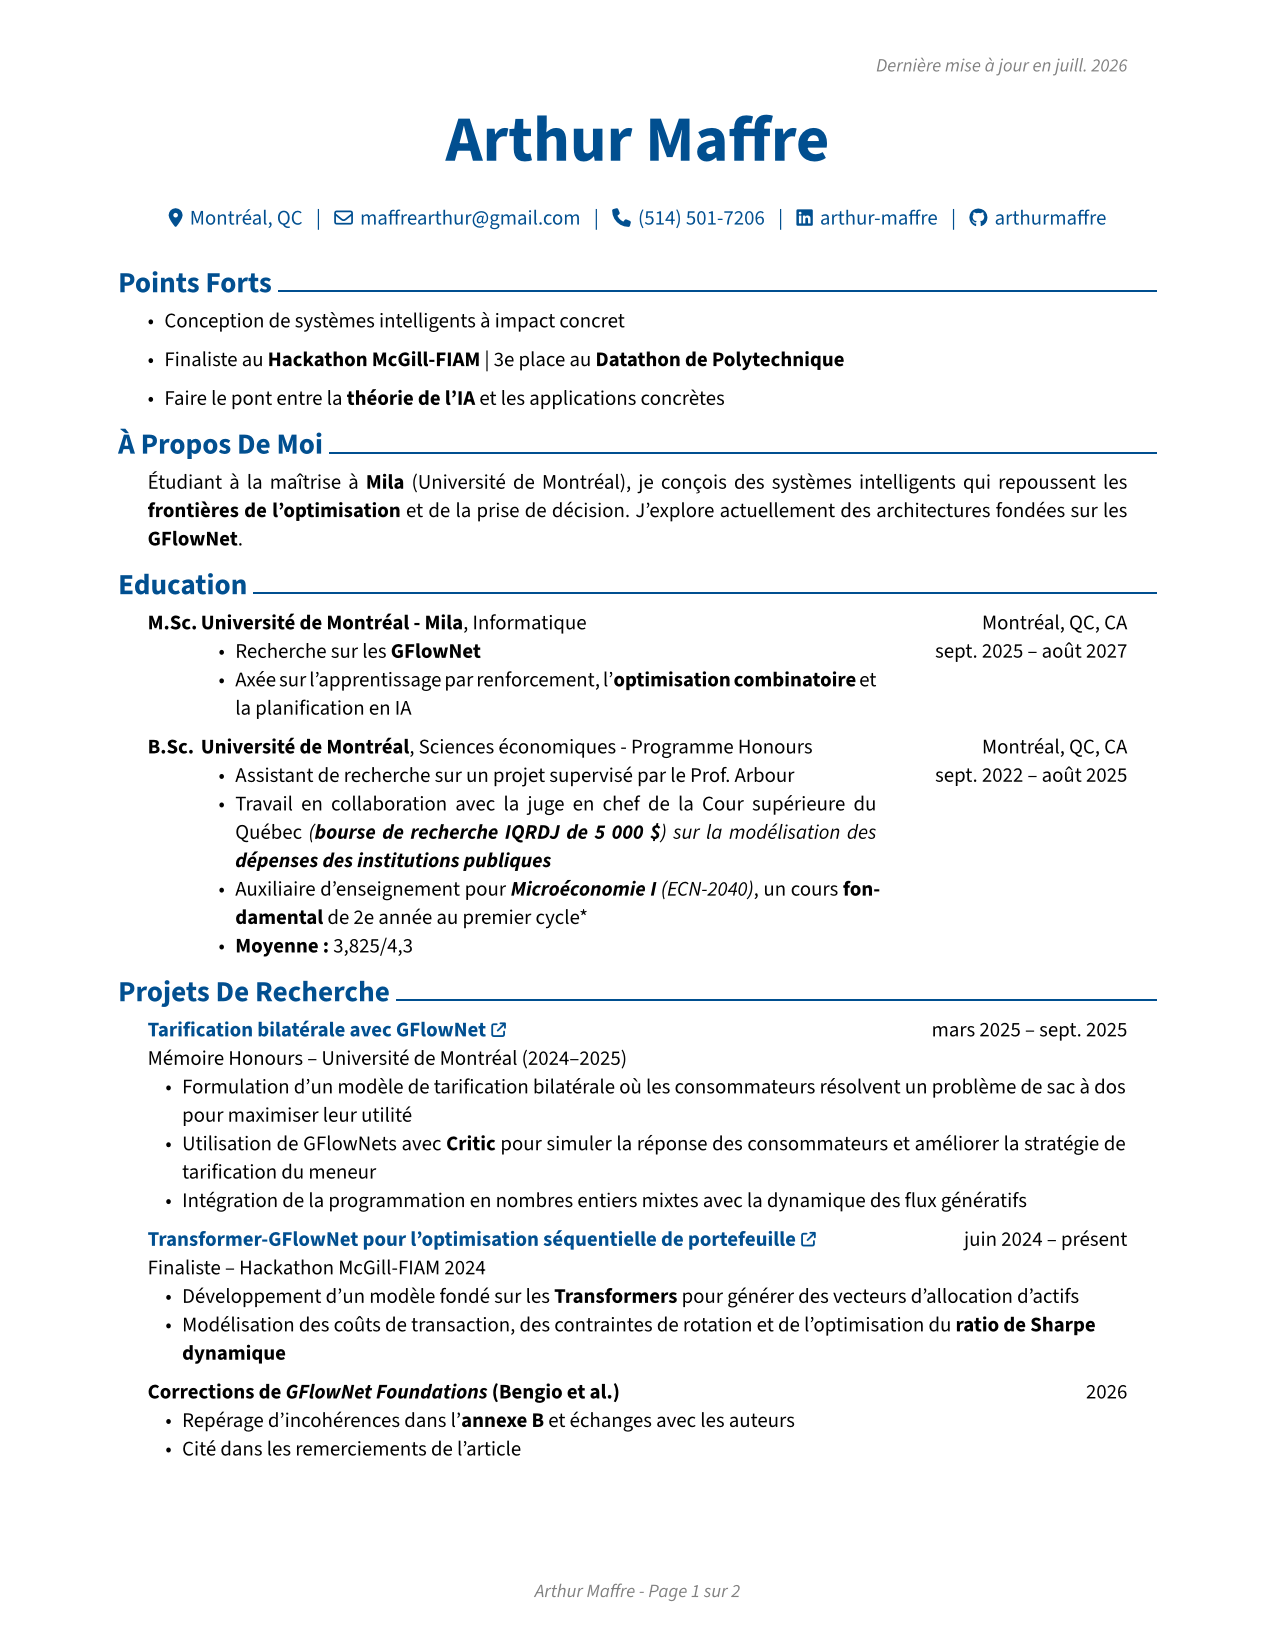 Dernière mise à jour en juill. 2026
Arthur Maffre
Montréal, QC | maffrearthur@gmail.com | (514) 501-7206 | arthur-maffre | arthurmaffre
Points Forts
• Conception de systèmes intelligents à impact concret
• Finaliste au Hackathon McGill-FIAM | 3e place au Datathon de Polytechnique
• Faire le pont entre la théorie de l’IA et les applications concrètes
À Propos De Moi
Étudiant à la maîtrise à Mila (Université de Montréal), je conçois des systèmes intelligents qui repoussent les
frontières de l’optimisation et de la prise de décision. J’explore actuellement des architectures fondées sur les
GFlowNet.
Education
M.Sc. Université de Montréal - Mila, Informatique Montréal, QC, CA
• Recherche sur les GFlowNet sept. 2025 – août 2027
• Axée sur l’apprentissage par renforcement, l’optimisation combinatoire et
la planification en IA
B.Sc. Université de Montréal, Sciences économiques - Programme Honours Montréal, QC, CA
• Assistant de recherche sur un projet supervisé par le Prof. Arbour sept. 2022 – août 2025
• Travail en collaboration avec la juge en chef de la Cour supérieure du
Québec (bourse de recherche IQRDJ de 5 000 $) sur la modélisation des
dépenses des institutions publiques
• Auxiliaire d’enseignement pour Microéconomie I (ECN-2040), un cours fon-
damental de 2e année au premier cycle*
• Moyenne : 3,825/4,3
Projets De Recherche
Tarification bilatérale avec GFlowNet mars 2025 – sept. 2025
Mémoire Honours – Université de Montréal (2024–2025)
• Formulation d’un modèle de tarification bilatérale où les consommateurs résolvent un problème de sac à dos
pour maximiser leur utilité
• Utilisation de GFlowNets avec Critic pour simuler la réponse des consommateurs et améliorer la stratégie de
tarification du meneur
• Intégration de la programmation en nombres entiers mixtes avec la dynamique des flux génératifs
Transformer-GFlowNet pour l’optimisation séquentielle de portefeuille juin 2024 – présent
Finaliste – Hackathon McGill-FIAM 2024
• Développement d’un modèle fondé sur les Transformers pour générer des vecteurs d’allocation d’actifs
• Modélisation des coûts de transaction, des contraintes de rotation et de l’optimisation du ratio de Sharpe
dynamique
Corrections de GFlowNet Foundations (Bengio et al.) 2026
• Repérage d’incohérences dans l’annexe B et échanges avec les auteurs
• Cité dans les remerciements de l’article
Arthur Maffre - Page 1 sur 2